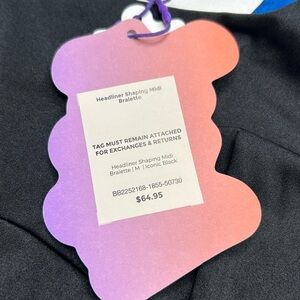 Headliner Shaping Midi
Bralette
TAG MUST REMAIN ATTACHED
FOR EXCHANGES & RETURNS
Headliner Shaping Midi
Bralette | M | Iconic Black
BB2252168-1855-50730
$64.95